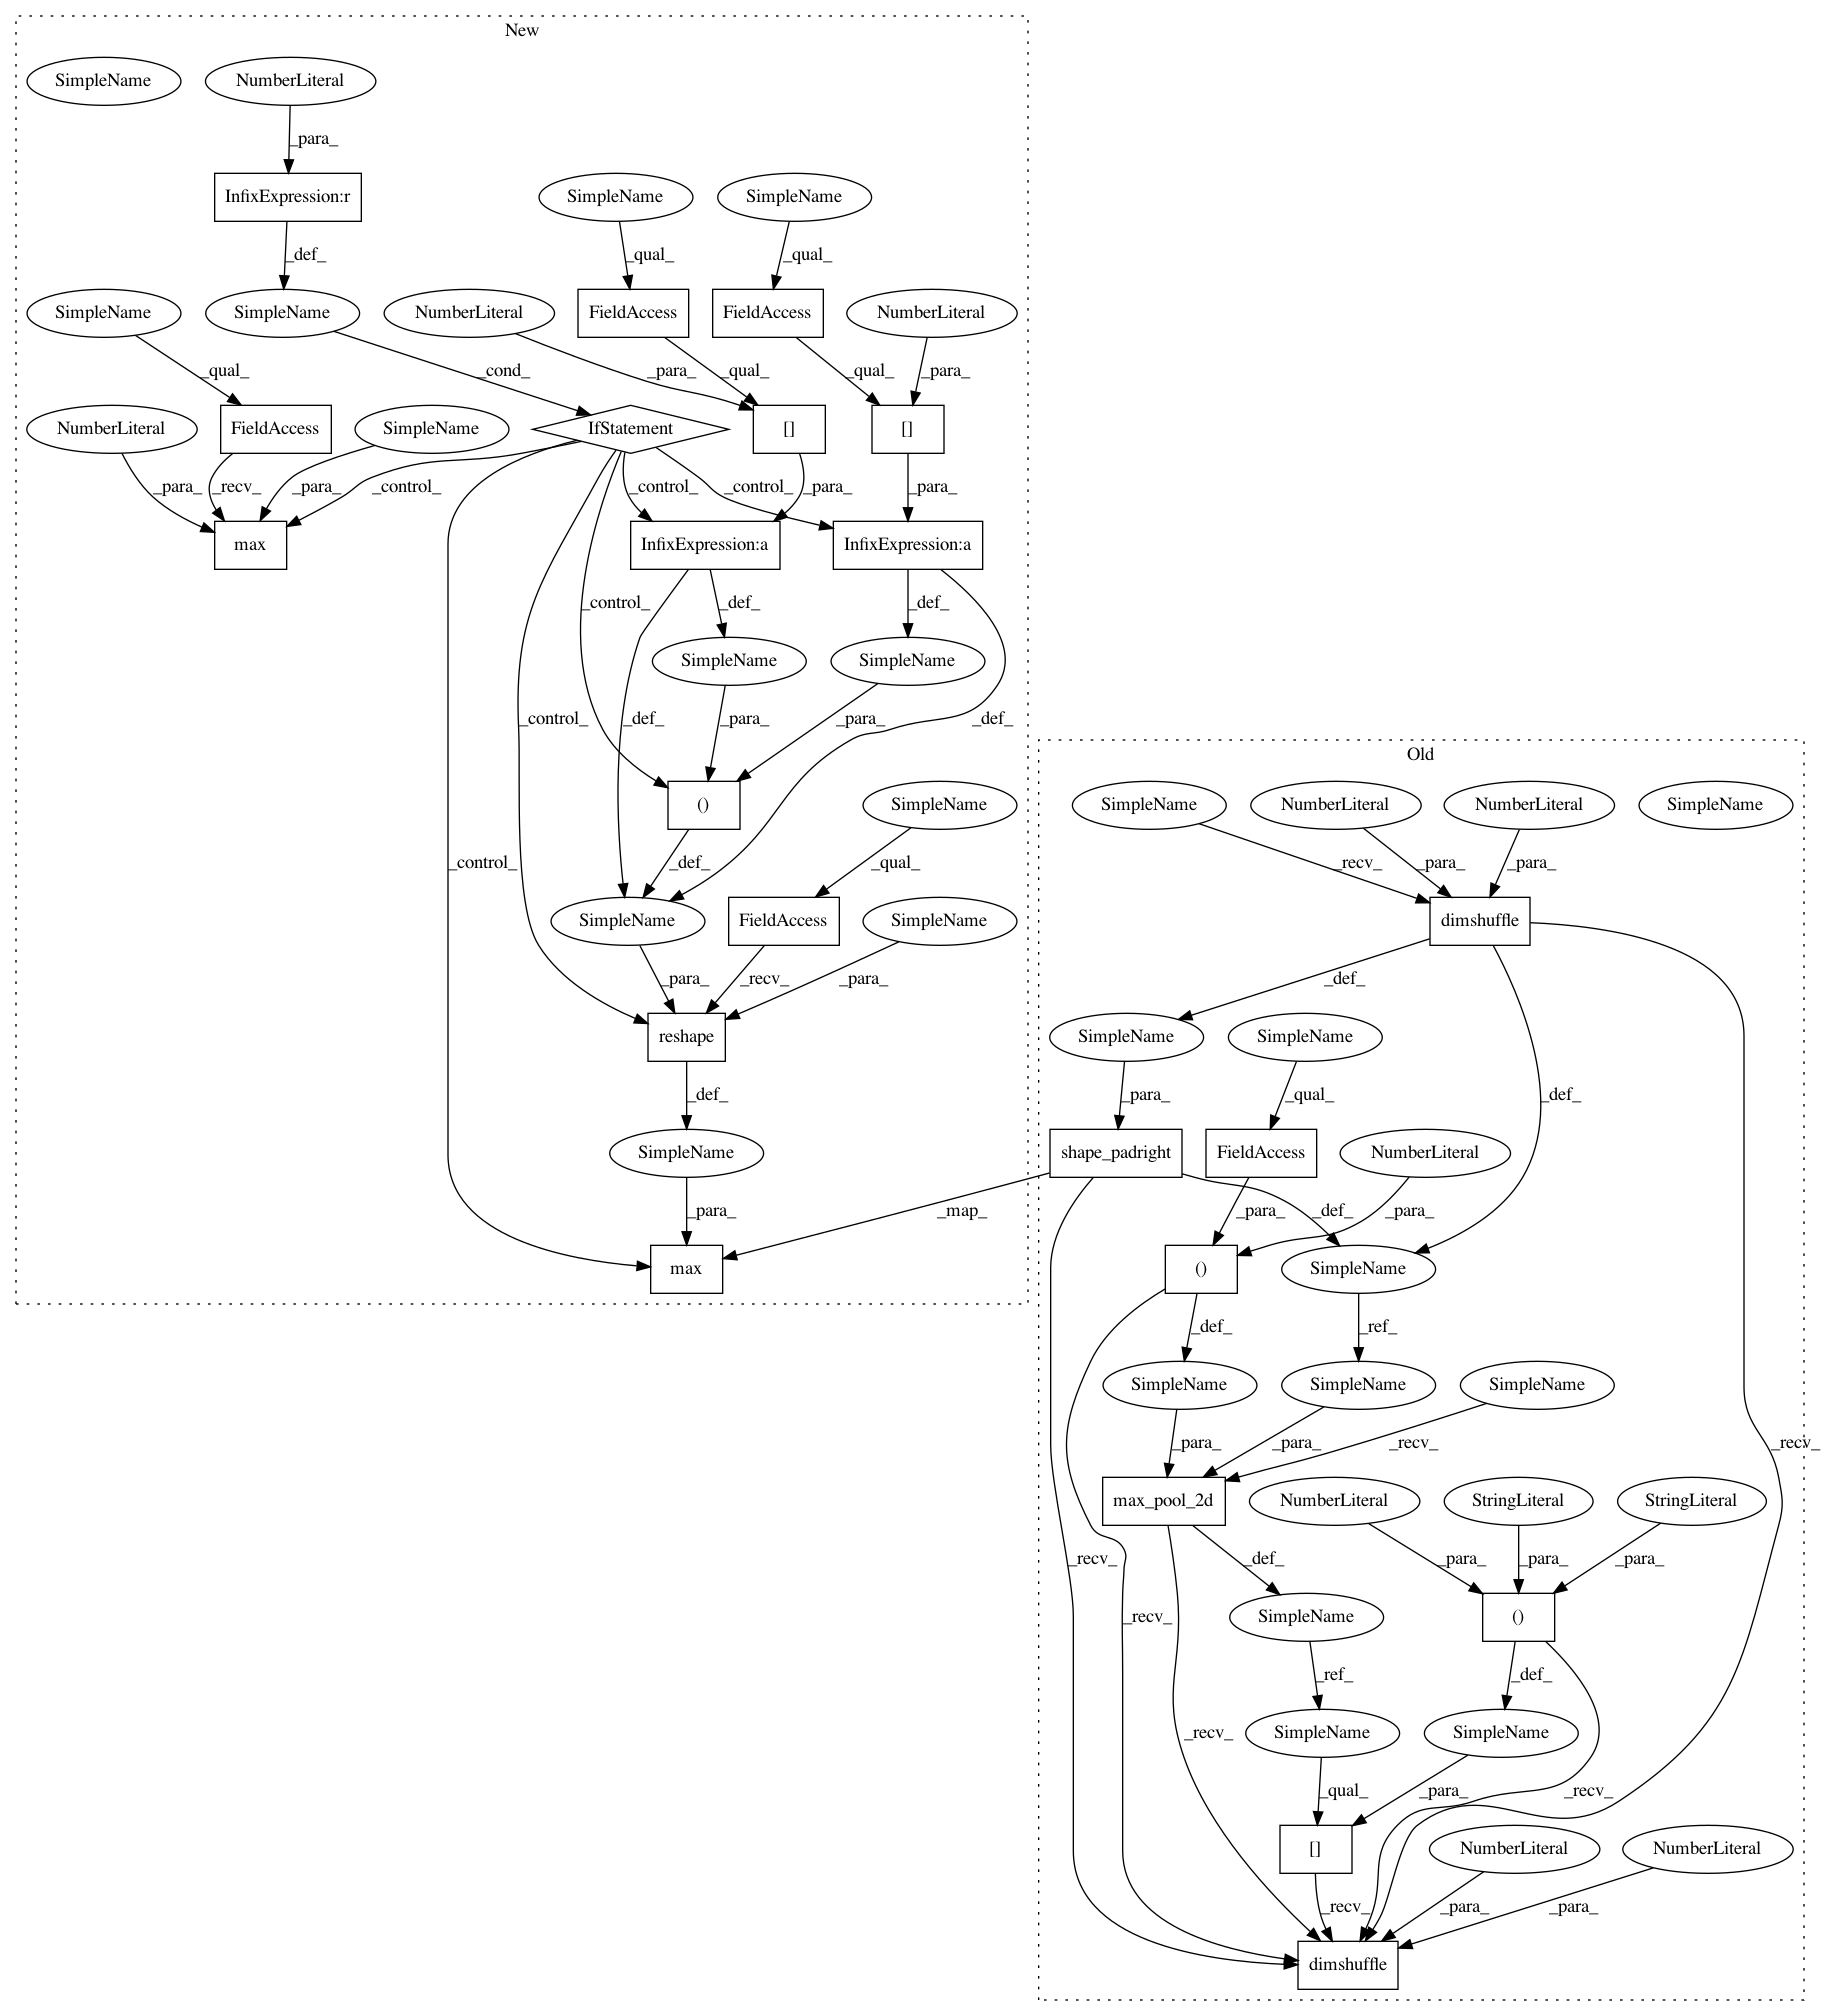 New
SimpleName
NumberLiteral
_para_
InfixExpression:r
SimpleName
SimpleName
_def_
_qual_
_qual_
SimpleName
SimpleName
NumberLiteral
FieldAccess
FieldAccess
NumberLiteral
_qual_
_cond_
_para_
_qual_
_qual_
_para_
NumberLiteral
FieldAccess
SimpleName
IfStatement
[]
[]
_para_
_recv_
_para_
_control_
_control_
_control_
_para_
_para_
max
InfixExpression:a
InfixExpression:a
_control_
_def_
_def_
SimpleName
SimpleName
_control_
_def_
_para_
_para_
_def_
()
SimpleName
_control_
_def_
_qual_
SimpleName
FieldAccess
SimpleName
_para_
_recv_
_para_
reshape
_def_
SimpleName
_para_
_map_
max
Old
SimpleName
NumberLiteral
NumberLiteral
SimpleName
_recv_
_para_
_para_
dimshuffle
_def_
SimpleName
SimpleName
_para_
_qual_
_def_
shape_padright
FieldAccess
NumberLiteral
_para_
_def_
_para_
()
SimpleName
_def_
_ref_
SimpleName
SimpleName
SimpleName
_para_
_para_
_recv_
_recv_
max_pool_2d
NumberLiteral
StringLiteral
StringLiteral
_recv_
_def_
_para_
_para_
_para_
_recv_
SimpleName
()
_ref_
_def_
_recv_
SimpleName
SimpleName
_qual_
_para_
_recv_
[]
NumberLiteral
NumberLiteral
_recv_
_para_
_para_
dimshuffle